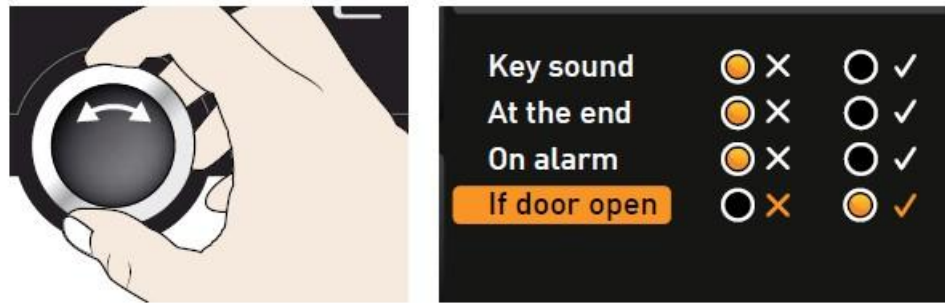 Key sound
At the end
On alarm
If door open